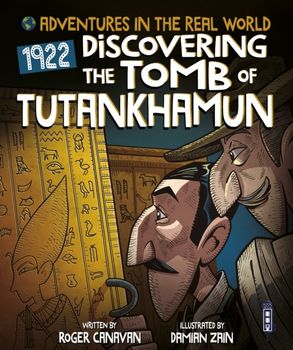 ADVENTURES IN THE REAL WORLD
1922 DISCOVERING
THE TOMB OF
TUTANKHAMUN
WRITTEN BY
ROGER CANAVAN
ILLUSTRATED BY
DAMIAN ZAIN